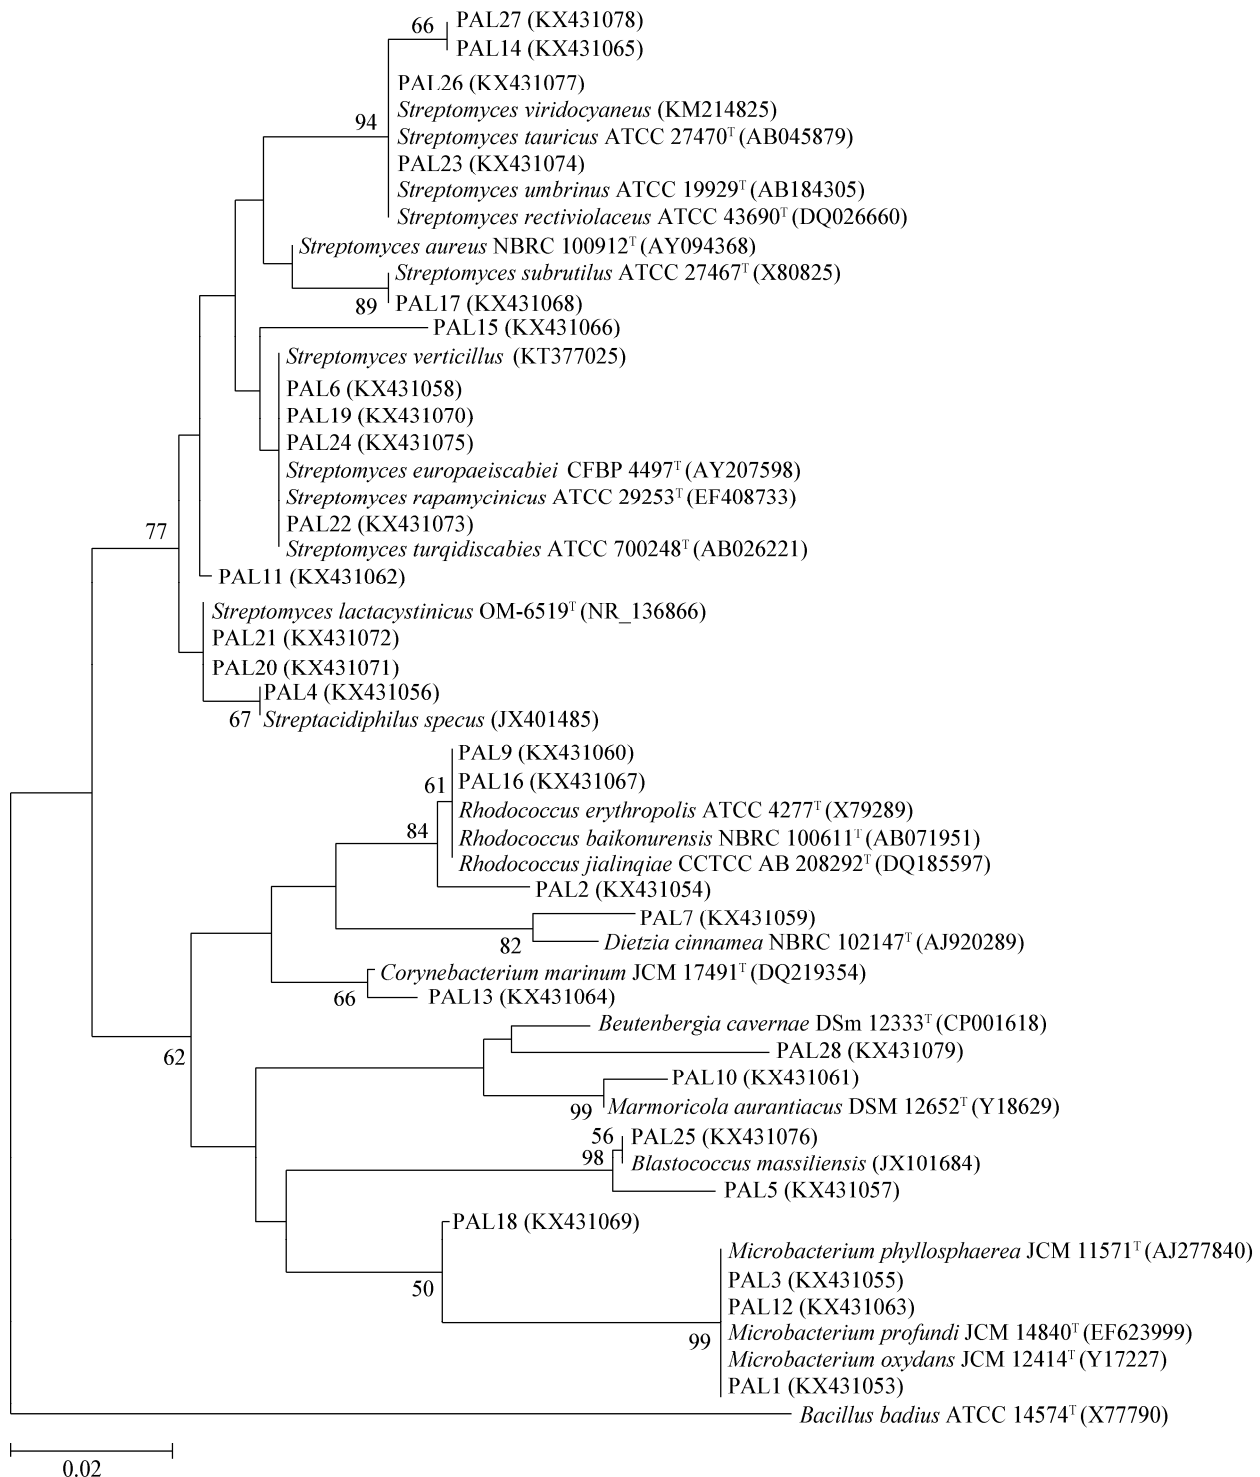 66
PAL27 (KX431078)
PAL14 (KX431065)
PAL26 (KX431077)
Streptomyces viridocyaneus (KM214825)
94
Streptomyces tauricus ATCC 27470ᵀ (AB045879)
PAL23 (KX431074)
Streptomyces umbrinus ATCC 19929ᵀ (AB184305)
Streptomyces rectiviolaceus ATCC 43690ᵀ (DQ026660)
Streptomyces aureus NBRC 100912ᵀ (AY094368)
Streptomyces subrutilus ATCC 27467ᵀ (X80825)
89
PAL17 (KX431068)
PAL15 (KX431066)
Streptomyces verticillus (KT377025)
PAL6 (KX431058)
PAL19 (KX431070)
PAL24 (KX431075)
Streptomyces europaeiscabiei CFBP 4497ᵀ (AY207598)
Streptomyces rapamycinicus ATCC 29253ᵀ (EF408733)
PAL22 (KX431073)
77
Streptomyces turqidiscabies ATCC 700248ᵀ (AB026221)
PAL11 (KX431062)
Streptomyces lactacystinicus OM-6519ᵀ (NR_136866)
PAL21 (KX431072)
PAL20 (KX431071)
PAL4 (KX431056)
67
Streptacidiphilus specus (JX401485)
PAL9 (KX431060)
61
PAL16 (KX431067)
Rhodococcus erythropolis ATCC 4277ᵀ (X79289)
84
Rhodococcus baikonurensis NBRC 100611ᵀ (AB071951)
Rhodococcus jialinqiae CCTCC AB 208292ᵀ (DQ185597)
PAL2 (KX431054)
PAL7 (KX431059)
82
Dietzia cinnamea NBRC 102147ᵀ (AJ920289)
Corynebacterium marinum JCM 17491ᵀ (DQ219354)
66
PAL13 (KX431064)
Beutenbergia cavernae DSm 12333ᵀ (CP001618)
62
PAL28 (KX431079)
PAL10 (KX431061)
99
Marmoricola aurantiacus DSM 12652ᵀ (Y18629)
56
PAL25 (KX431076)
98
Blastococcus massiliensis (JX101684)
PAL5 (KX431057)
PAL18 (KX431069)
Microbacterium phyllosphaerea JCM 11571ᵀ (AJ277840)
50
PAL3 (KX431055)
PAL12 (KX431063)
99
Microbacterium profundi JCM 14840ᵀ (EF623999)
Microbacterium oxydans JCM 12414ᵀ (Y17227)
PAL1 (KX431053)
Bacillus badius ATCC 14574ᵀ (X77790)
0.02